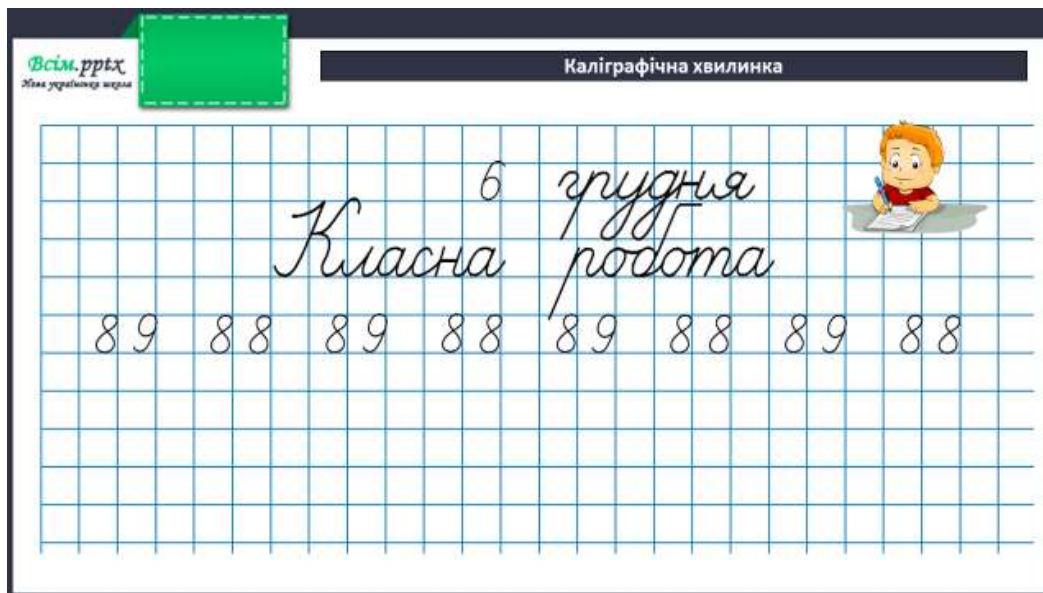 Всім.pptx
Нова українська школа
Каліграфічна хвилинка
6 грудня
Класна робота
89 88 89 88 89 88 89 88